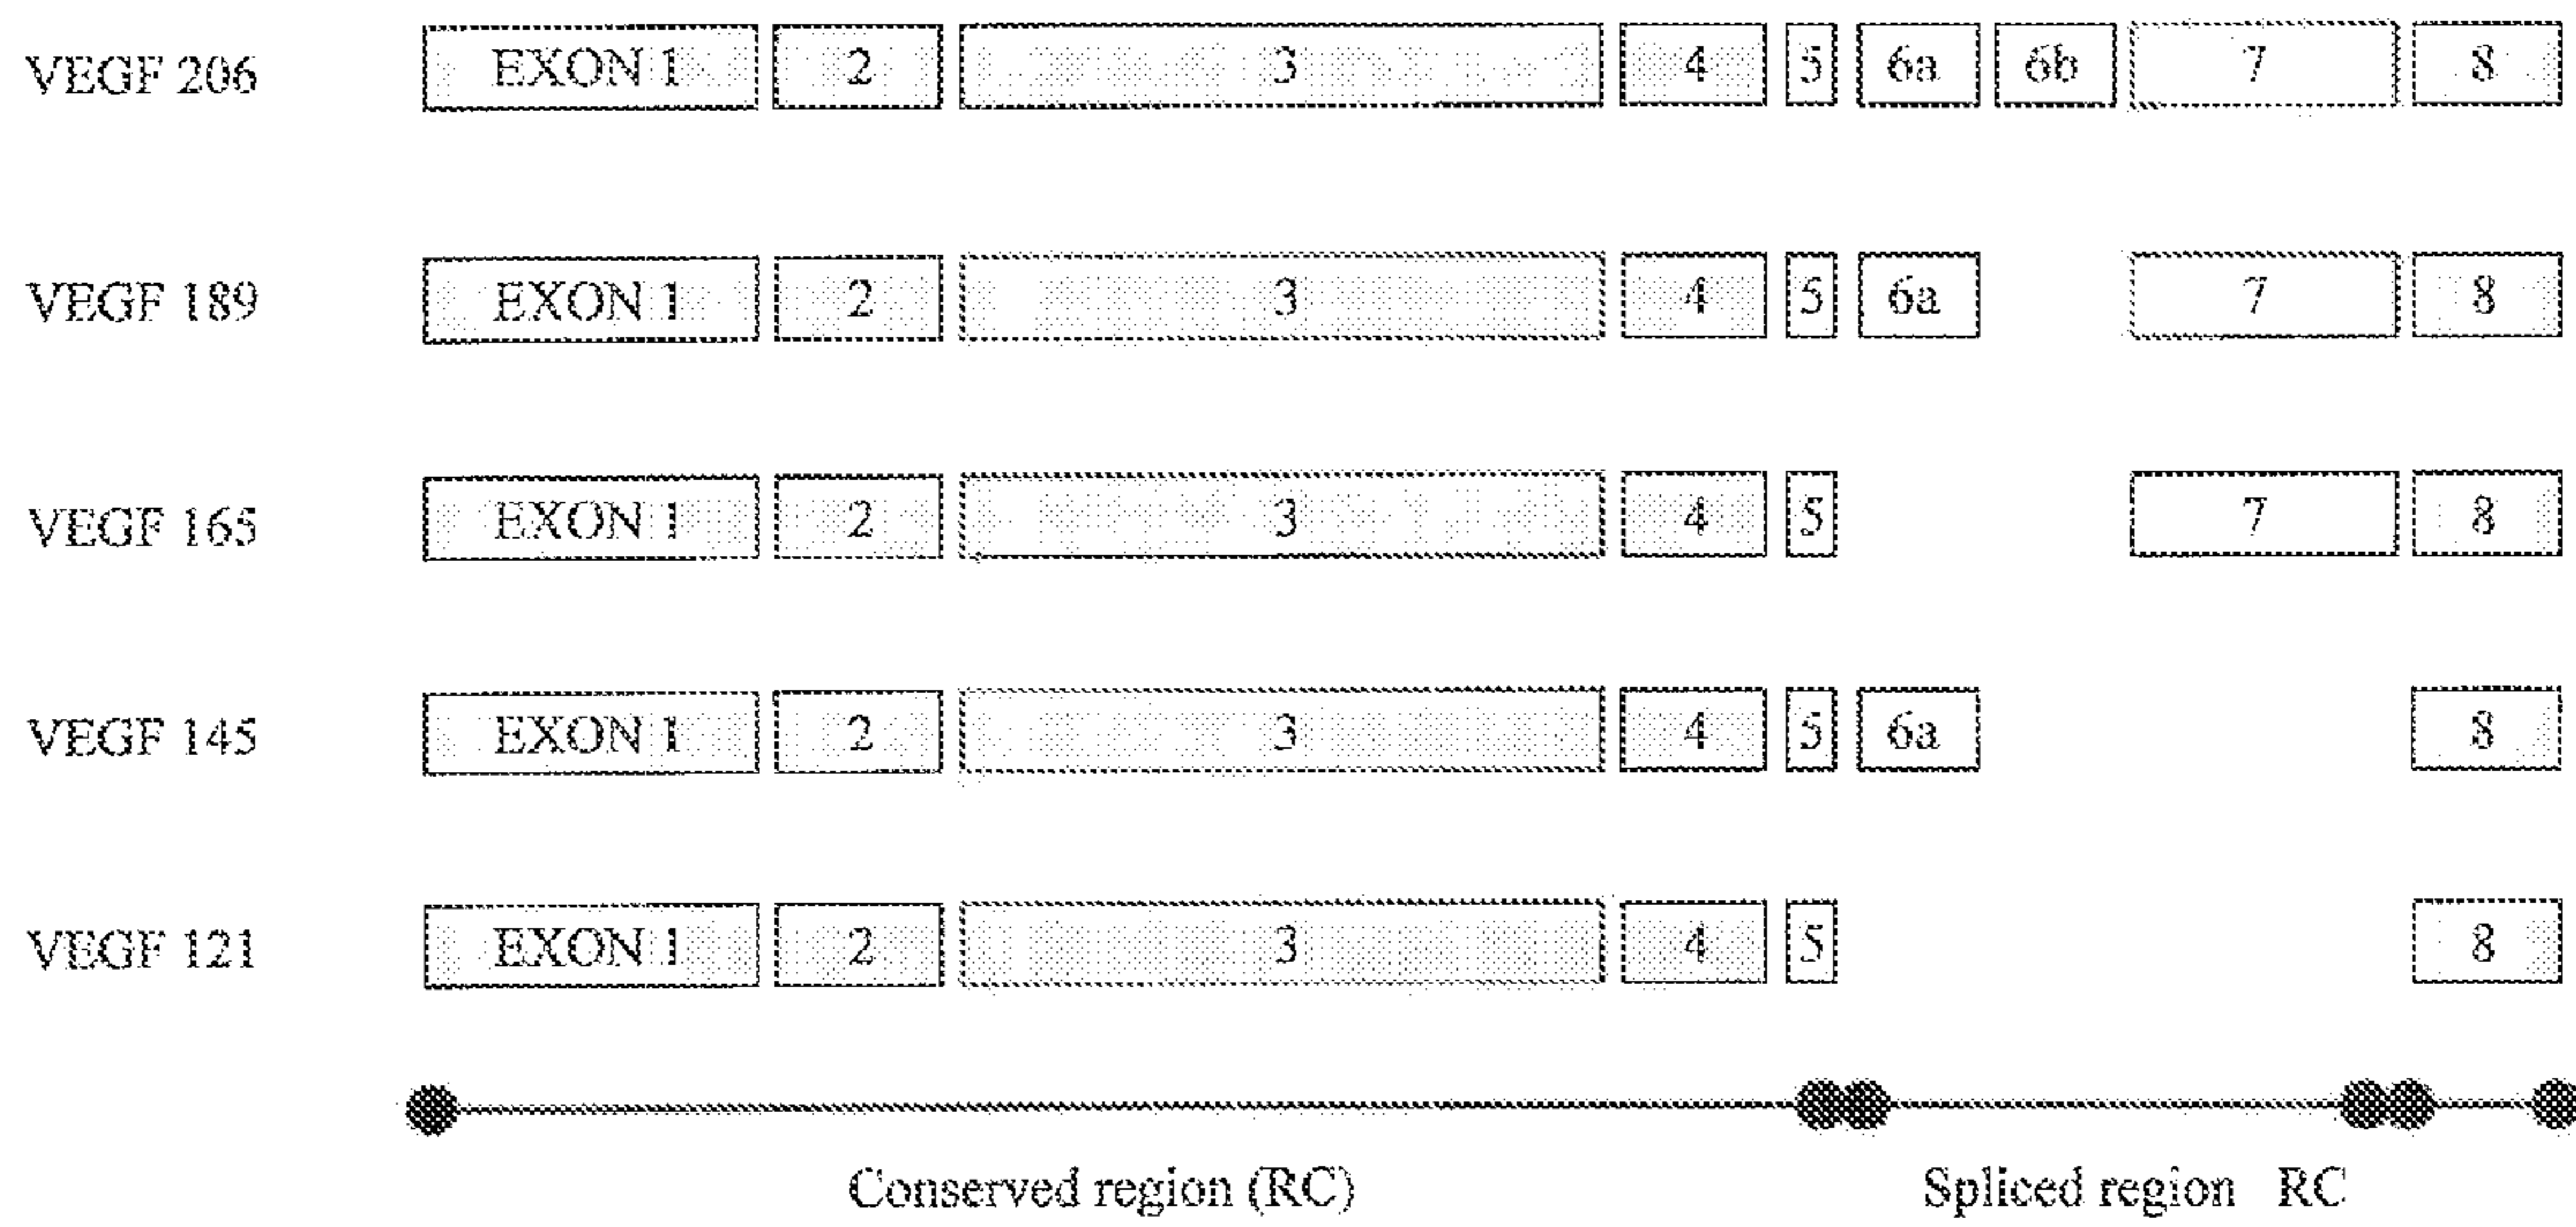 VEGF 206 EXON 1 2 3 4 5 6a 6b 7 8
VEGF 189 EXON 1 2 3 4 5 6a 7 8
VEGF 165 EXON 1 2 3 4 5 7 8
VEGF 145 EXON 1 2 3 4 5 6a 8
VEGF 121 EXON 1 2 3 4 5 8
Conserved region (RC) Spliced region RC